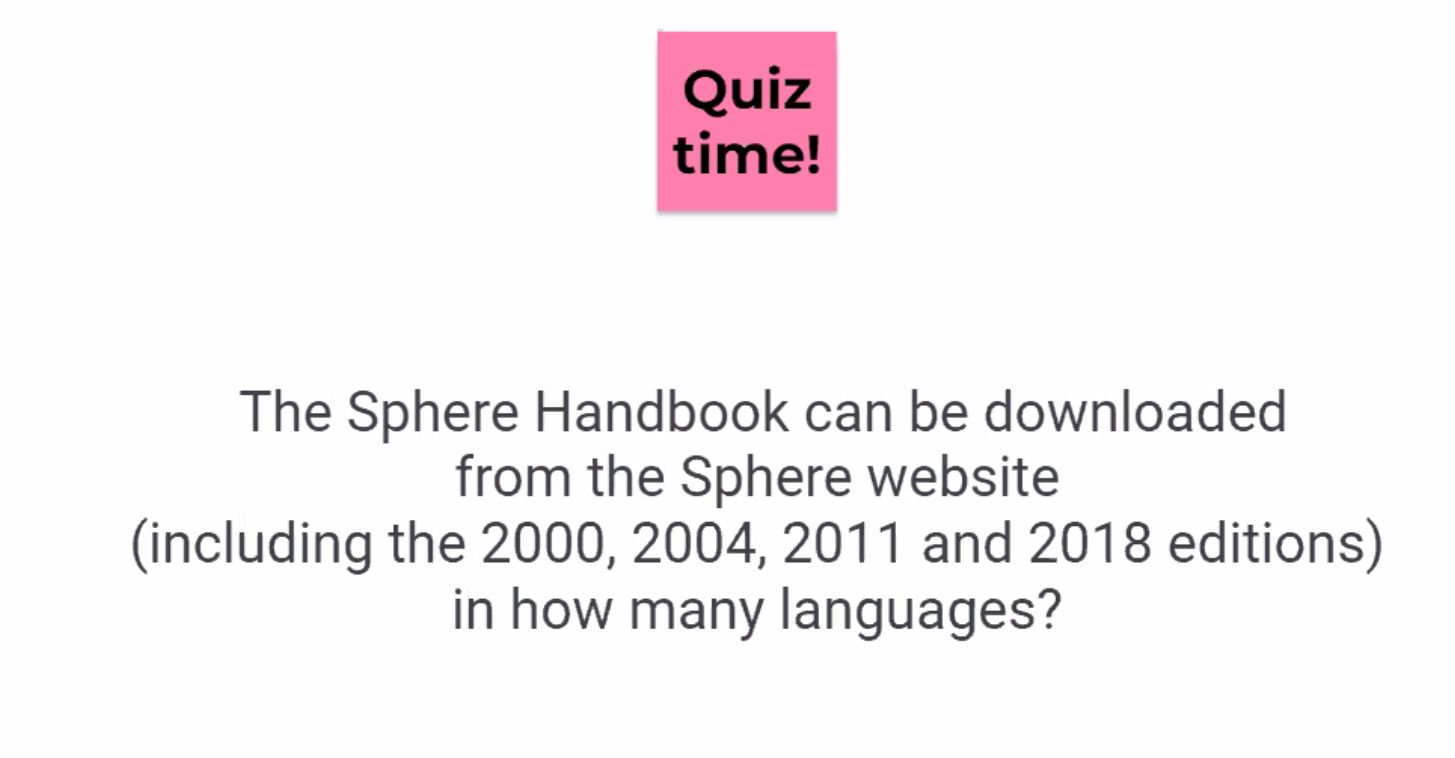 Quiz
time!
The Sphere Handbook can be downloaded
from the Sphere website
(including the 2000, 2004, 2011 and 2018 editions)
in how many languages?